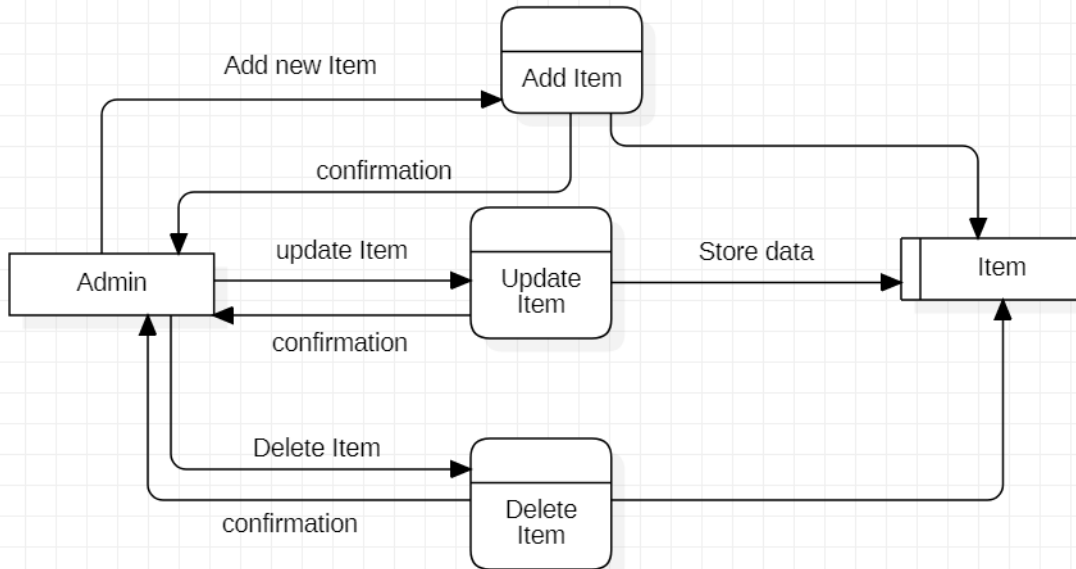 Add new Item
Add Item
confirmation
update Item
Store data
Admin
Update
Item
Item
confirmation
Delete Item
Delete
Item
confirmation